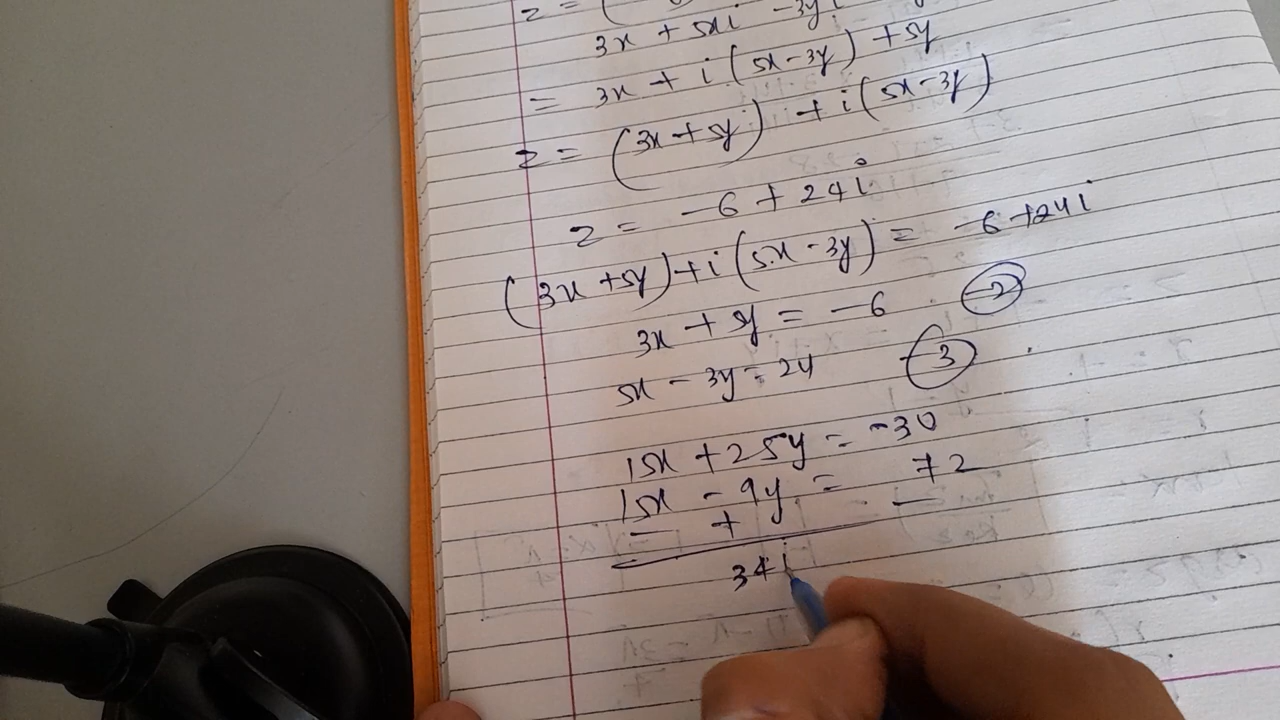 z = (
3x + 5xi - 3yi
= 3x + i(5x-3y) + 5y
z = (3x+5y) + i(5x-3y)
z = -6 + 24i
(3x+5y)+i(5x-3y) = -6+24i
3x + 5y = -6 -2
5x - 3y = 24 -3
15x + 25y = -30
15x - 9y = 72
- + -
34